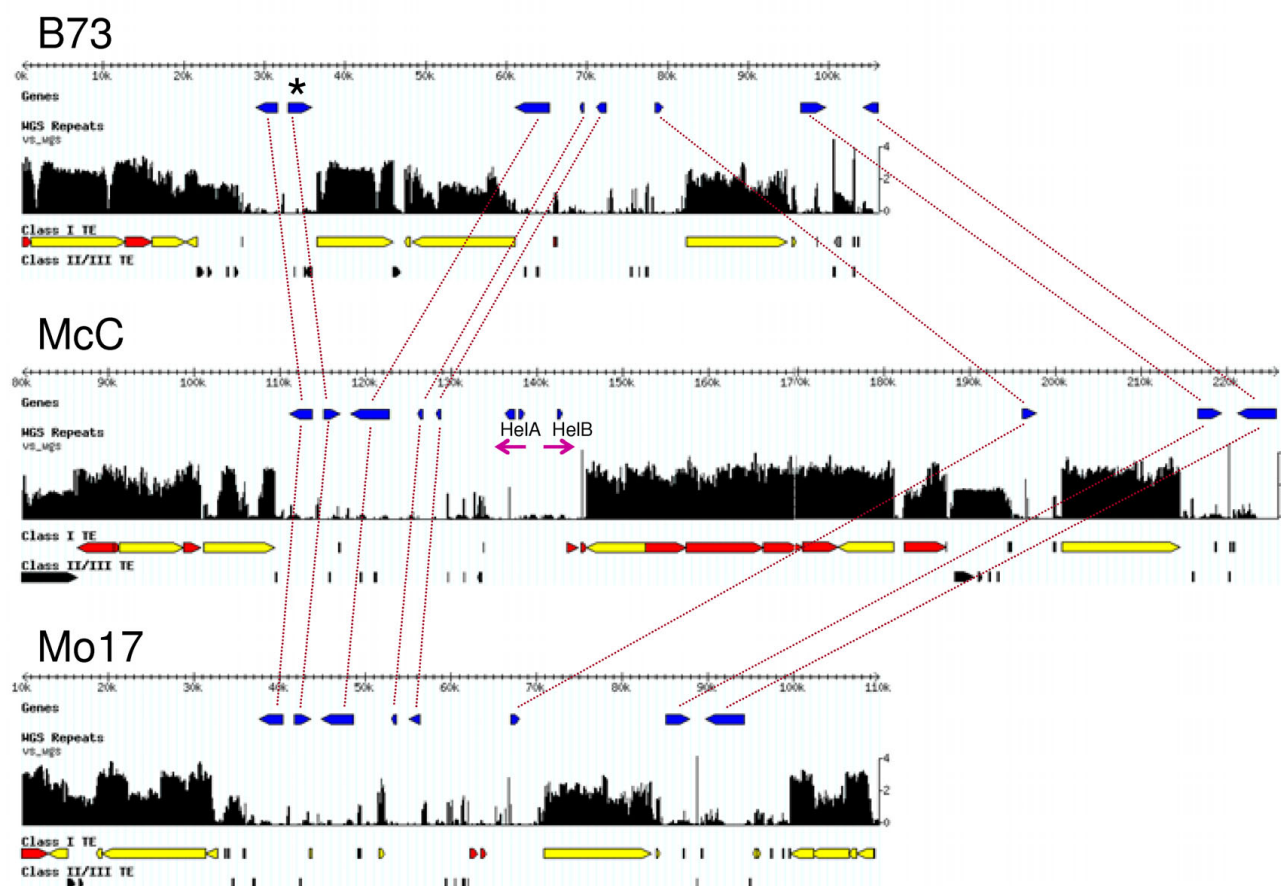 B73
0k 10k 20k 30k 40k 50k 60k 70k 80k 90k 100k
*
Genes
WGS Repeats
vs_wgs
4
2
0
Class I TE
Class II/III TE
McC
80k 90k 100k 110k 120k 130k 140k 150k 160k 170k 180k 190k 200k 210k 220k
Genes
HelA HelB
WGS Repeats
vs_wgs
Class I TE
Class II/III TE
Mo17
10k 20k 30k 40k 50k 60k 70k 80k 90k 100k 110k
Genes
WGS Repeats
vs_wgs
4
2
0
Class I TE
Class II/III TE